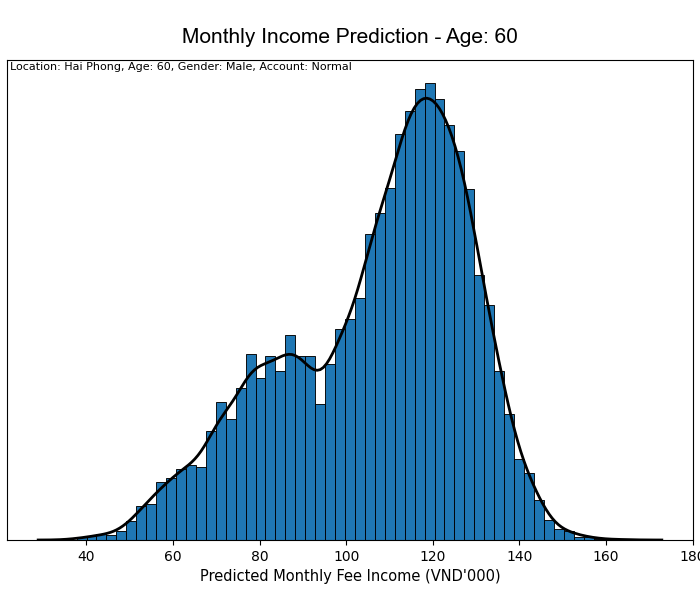 Monthly Income Prediction - Age: 60
Location: Hai Phong, Age: 60, Gender: Male, Account: Normal
40 60 80 100 120 140 160 180
Predicted Monthly Fee Income (VND'000)